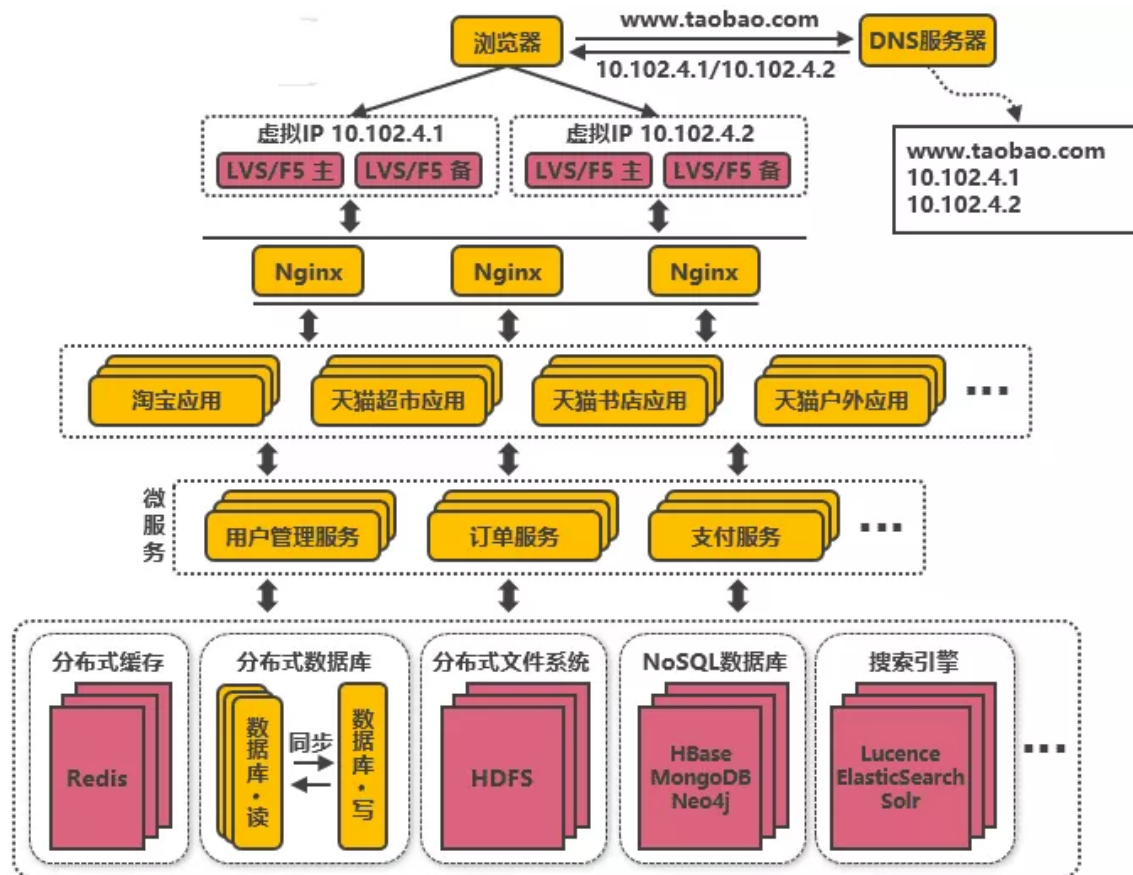 www.taobao.com
浏览器
DNS服务器
10.102.4.1/10.102.4.2
虚拟IP 10.102.4.1
虚拟IP 10.102.4.2
LVS/F5 主
LVS/F5 备
LVS/F5 主
LVS/F5 备
www.taobao.com
10.102.4.1
10.102.4.2
Nginx
Nginx
Nginx
淘宝应用
天猫超市应用
天猫书店应用
天猫户外应用
...
微服务
用户管理服务
订单服务
支付服务
...
分布式缓存
Redis
分布式数据库
数据库·读
同步
数据库·写
分布式文件系统
HDFS
NoSQL数据库
HBase
MongoDB
Neo4j
搜索引擎
Lucence
ElasticSearch
Solr
...